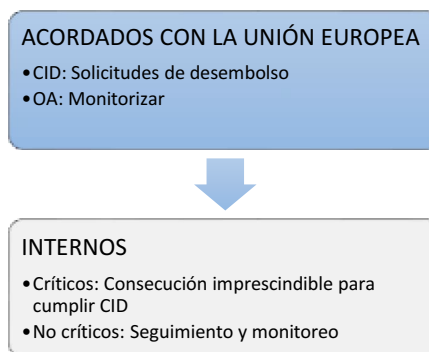 ACORDADOS CON LA UNIÓN EUROPEA
•CID: Solicitudes de desembolso
•OA: Monitorizar
INTERNOS
•Críticos: Consecución imprescindible para
cumplir CID
•No críticos: Seguimiento y monitoreo